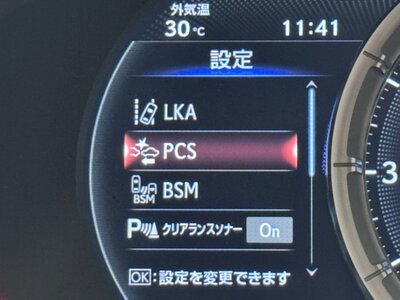 外気温
30℃ 11:41
設定
LKA
PCS
BSM
BSM
P クリアランスソナー On
OK:設定を変更できます
3